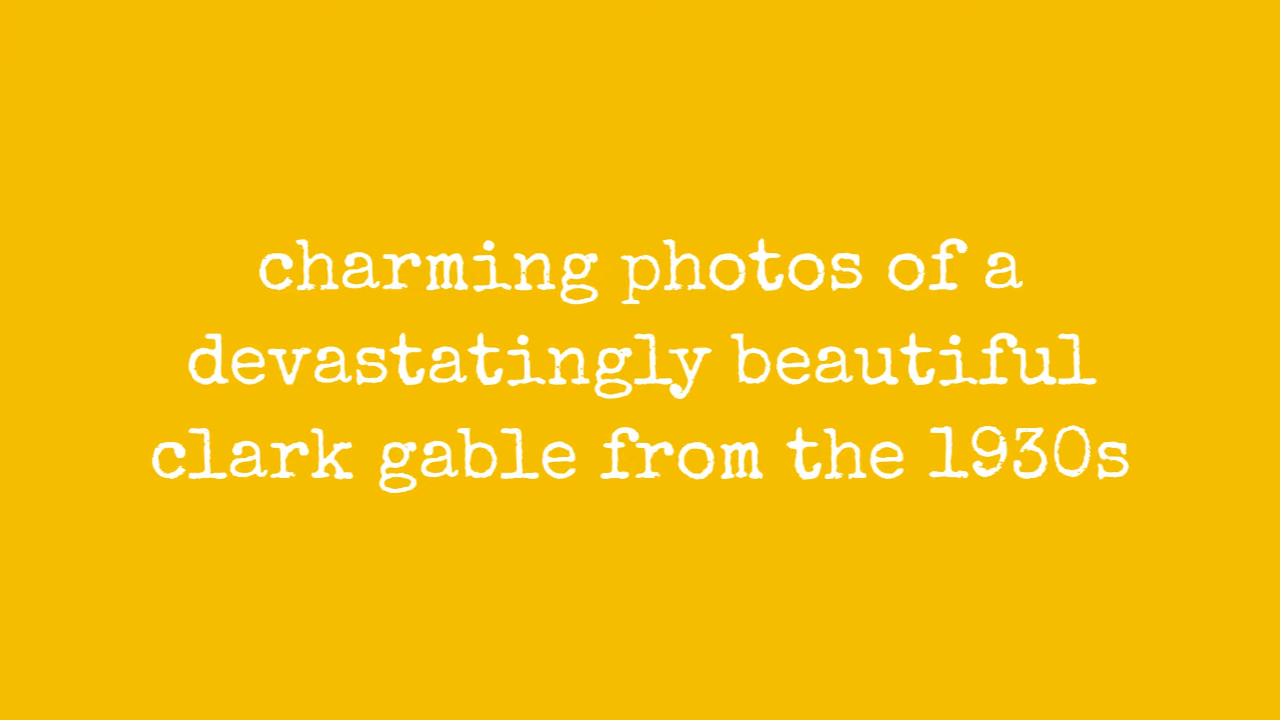 charming photos of a
devastatingly beautiful
clark gable from the 1930s